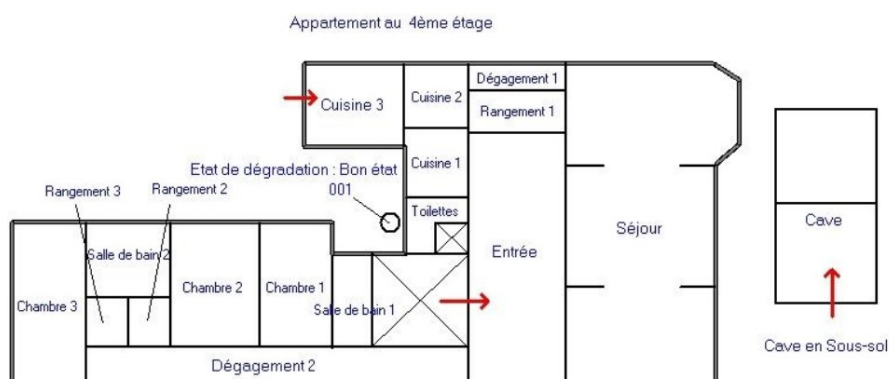 Appartement au 4ème étage
Dégagement 1
Cuisine 3
Cuisine 2
Rangement 1
Etat de dégradation : Bon état
001
Cuisine 1
Rangement 3
Rangement 2
Toilettes
Cave
Séjour
Entrée
Salle de bain 2
Chambre 3
Chambre 2
Chambre 1
Salle de bain 1
Cave en Sous-sol
Dégagement 2